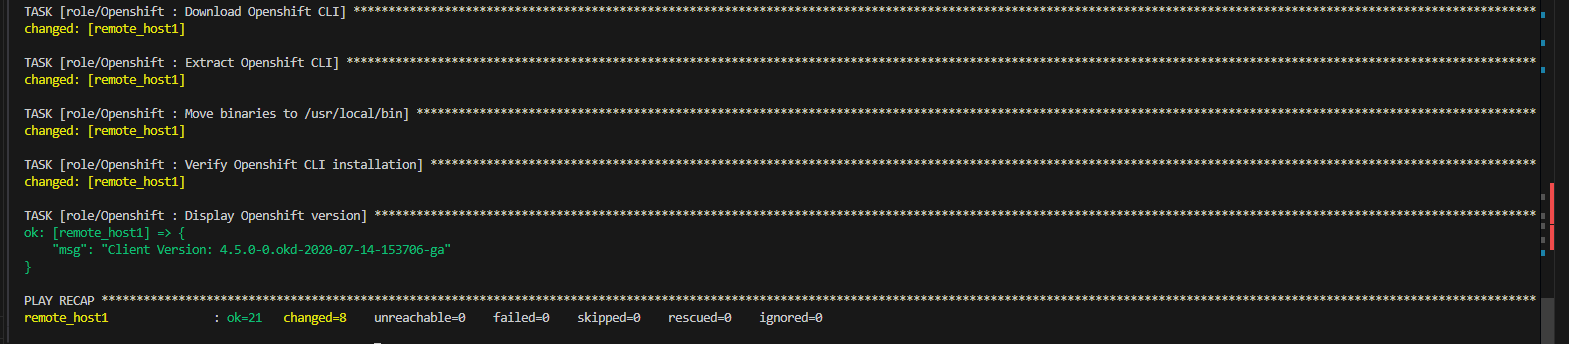 TASK [role/Openshift : Download Openshift CLI] *************************************************************************************************************************************************************************
changed: [remote_host1]
TASK [role/Openshift : Extract Openshift CLI] **************************************************************************************************************************************************************************
changed: [remote_host1]
TASK [role/Openshift : Move binaries to /usr/local/bin] ****************************************************************************************************************************************************************
changed: [remote_host1]
TASK [role/Openshift : Verify Openshift CLI installation] **************************************************************************************************************************************************************
changed: [remote_host1]
TASK [role/Openshift : Display Openshift version] **********************************************************************************************************************************************************************
ok: [remote_host1] => {
    "msg": "Client Version: 4.5.0-0.okd-2020-07-14-153706-ga"
}
PLAY RECAP *************************************************************************************************************************************************************************************************************
remote_host1               : ok=21   changed=8    unreachable=0    failed=0    skipped=0    rescued=0    ignored=0